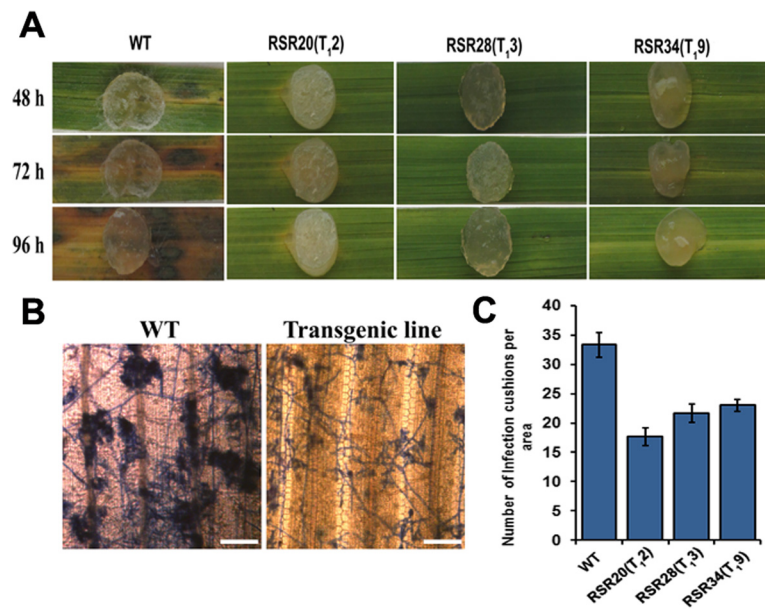 A
WT RSR20(T₁2) RSR28(T₁3) RSR34(T₁9)
48 h
72 h
96 h
B
WT Transgenic line
C
Number of Infection cushions per
area
40
35
30
25
20
15
10
5
0
WT
RSR20(T₁2)
RSR28(T₁3)
RSR34(T₁9)